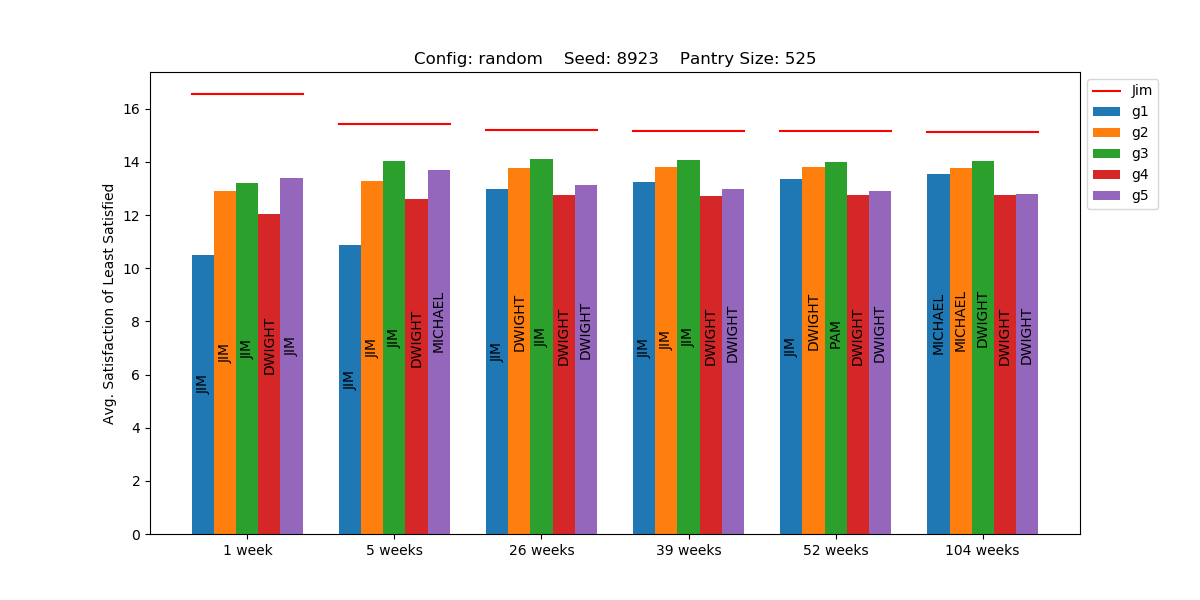 Config: random    Seed: 8923    Pantry Size: 525
Avg. Satisfaction of Least Satisfied
16
14
12
10
8
6
4
2
0
JIM
JIM
JIM
DWIGHT
JIM
JIM
JIM
JIM
DWIGHT
MICHAEL
JIM
DWIGHT
JIM
DWIGHT
DWIGHT
JIM
JIM
JIM
DWIGHT
DWIGHT
JIM
DWIGHT
PAM
DWIGHT
DWIGHT
MICHAEL
MICHAEL
DWIGHT
DWIGHT
DWIGHT
1 week
5 weeks
26 weeks
39 weeks
52 weeks
104 weeks
Jim
g1
g2
g3
g4
g5